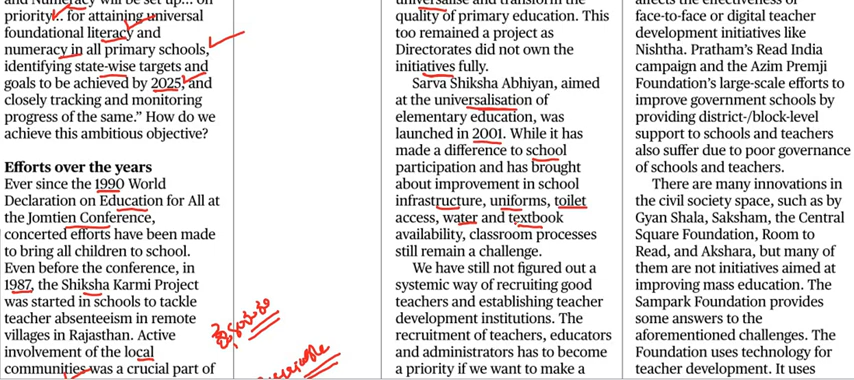 and Numeracy will be set up... on
priority... for attaining universal
foundational literacy and
numeracy in all primary schools,
identifying state-wise targets and
goals to be achieved by 2025, and
closely tracking and monitoring
progress of the same.” How do we
achieve this ambitious objective?
Efforts over the years
Ever since the 1990 World
Declaration on Education for All at
the Jomtien Conference,
concerted efforts have been made
to bring all children to school.
Even before the conference, in
1987, the Shiksha Karmi Project
was started in schools to tackle
teacher absenteeism in remote
villages in Rajasthan. Active
involvement of the local
communities was a crucial part of
universalise and transform the
quality of primary education. This
too remained a project as
Directorates did not own the
initiatives fully.
Sarva Shiksha Abhiyan, aimed
at the universalisation of
elementary education, was
launched in 2001. While it has
made a difference to school
participation and has brought
about improvement in school
infrastructure, uniforms, toilet
access, water and textbook
availability, classroom processes
still remain a challenge.
We have still not figured out a
systemic way of recruiting good
teachers and establishing teacher
development institutions. The
recruitment of teachers, educators
and administrators has to become
a priority if we want to make a
affects the effectiveness of
face-to-face or digital teacher
development initiatives like
Nishtha. Pratham’s Read India
campaign and the Azim Premji
Foundation’s large-scale efforts to
improve government schools by
providing district-/block-level
support to schools and teachers
also suffer due to poor governance
of schools and teachers.
There are many innovations in
the civil society space, such as by
Gyan Shala, Saksham, the Central
Square Foundation, Room to
Read, and Akshara, but many of
them are not initiatives aimed at
improving mass education. The
Sampark Foundation provides
some answers to the
aforementioned challenges. The
Foundation uses technology for
teacher development. It uses